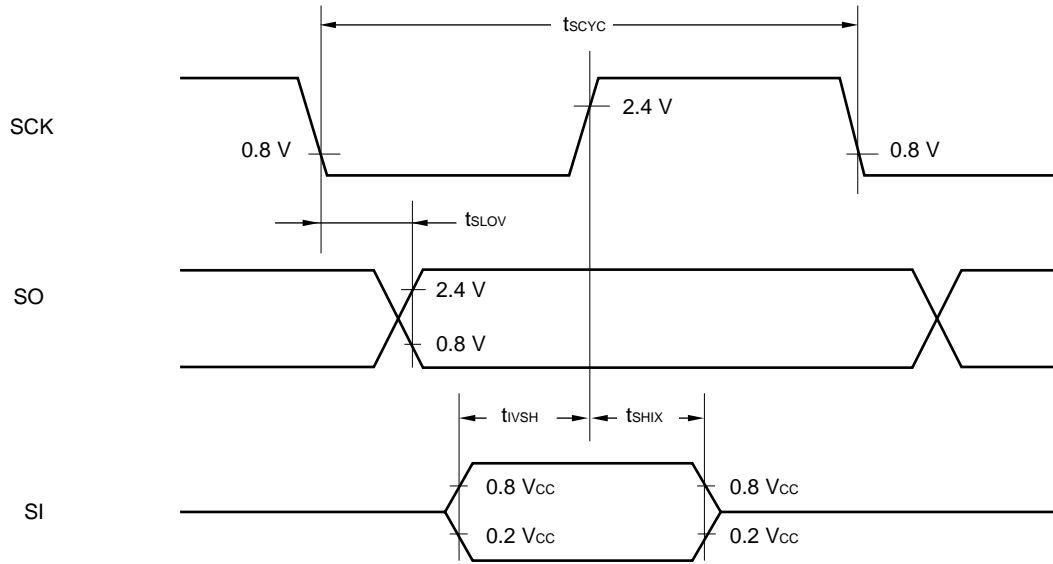 tSCYC
SCK
2.4 V
0.8 V
0.8 V
tSLOV
SO
2.4 V
0.8 V
tIVSH
tSHIX
SI
0.8 VCC
0.8 VCC
0.2 VCC
0.2 VCC